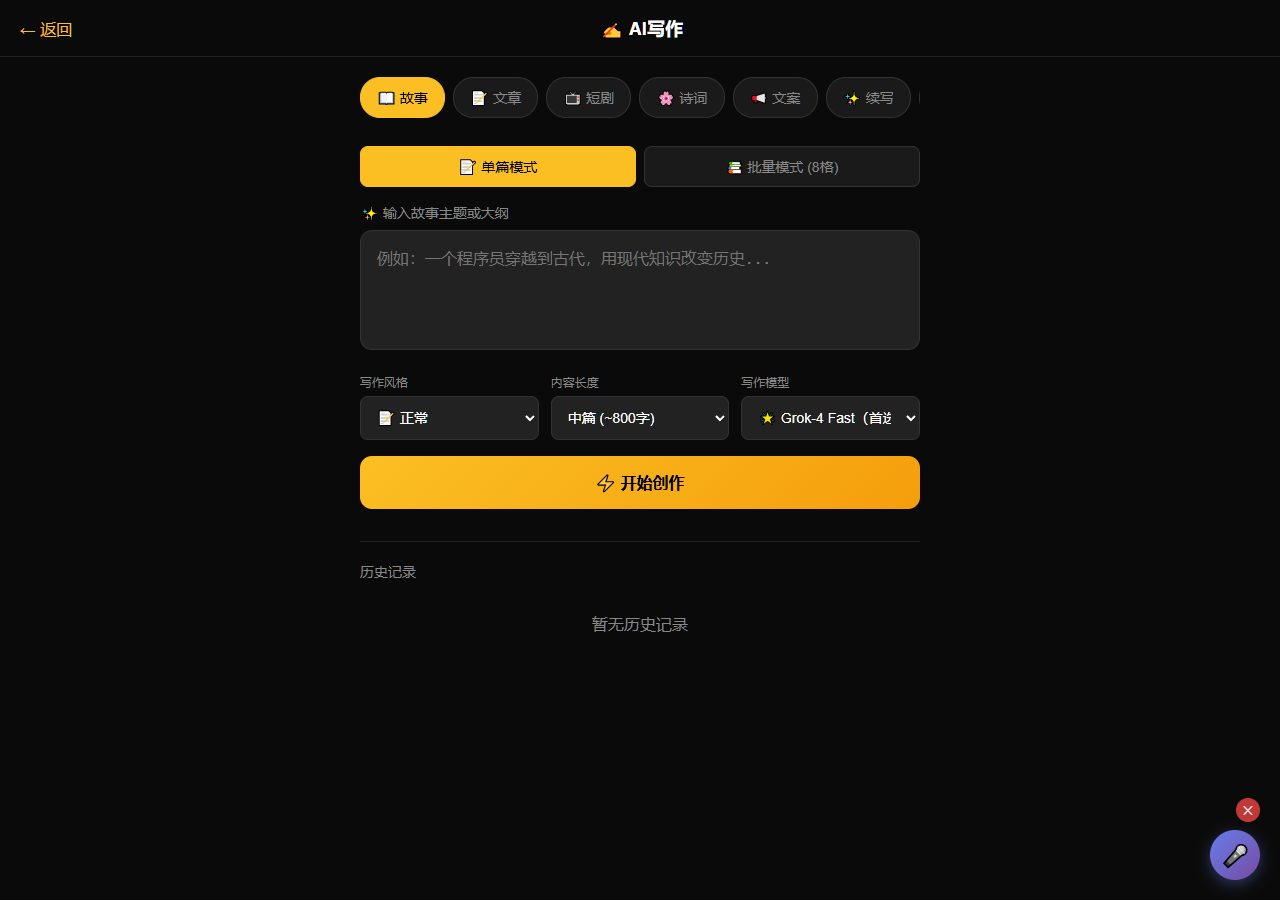 ← 返回
✍️ AI写作
📖 故事
📝 文章
📺 短剧
🌸 诗词
📢 文案
✨ 续写
📝 单篇模式
📚 批量模式 (8格)
✨ 输入故事主题或大纲
例如：一个程序员穿越到古代，用现代知识改变历史...
写作风格
内容长度
写作模型
📝 正常
中篇 (~800字)
⭐ Grok-4 Fast（首选
⚡ 开始创作
历史记录
暂无历史记录